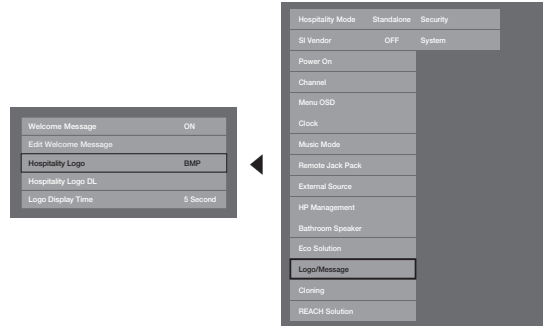 Welcome Message ON
Edit Welcome Message
Hospitality Logo BMP
Hospitality Logo DL
Logo Display Time 5 Second
Hospitality Mode Standalone Security
SI Vendor OFF System
Power On
Channel
Menu OSD
Clock
Music Mode
Remote Jack Pack
External Source
HP Management
Bathroom Speaker
Eco Solution
Logo/Message
Cloning
REACH Solution